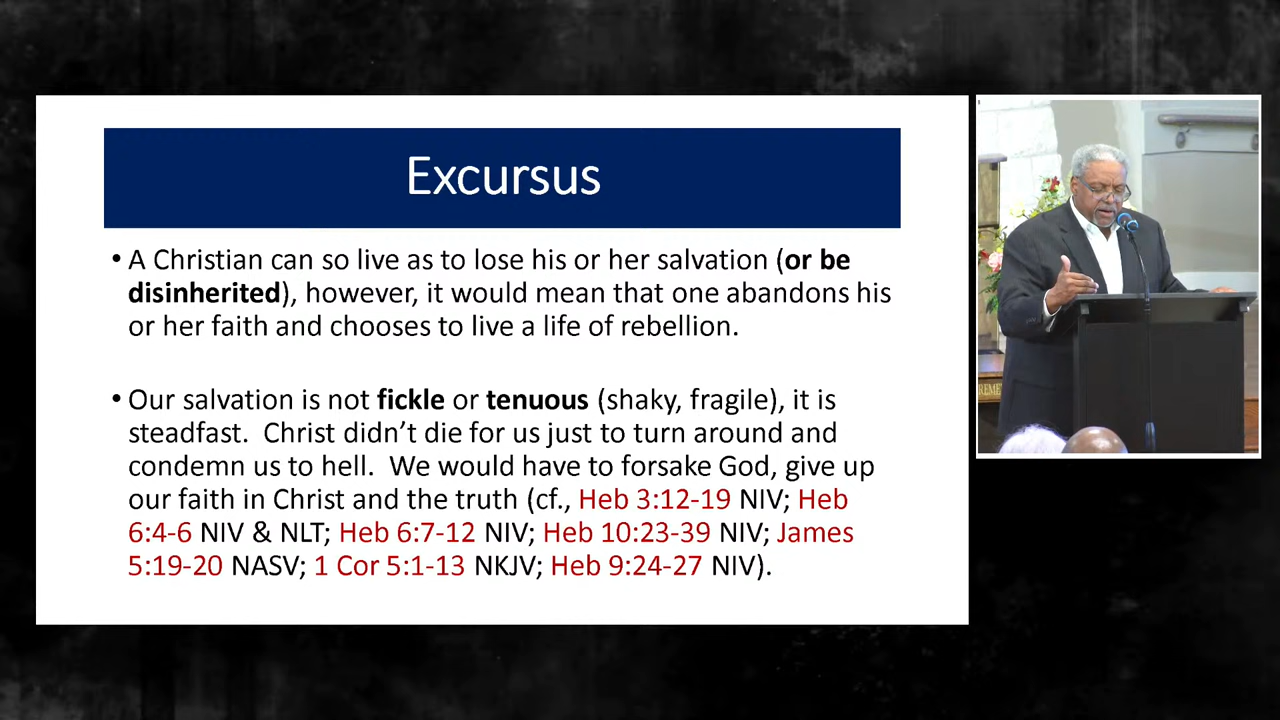 Excursus
• A Christian can so live as to lose his or her salvation (or be
disinherited), however, it would mean that one abandons his
or her faith and chooses to live a life of rebellion.
• Our salvation is not fickle or tenuous (shaky, fragile), it is
steadfast.  Christ didn’t die for us just to turn around and
condemn us to hell.  We would have to forsake God, give up
our faith in Christ and the truth (cf., Heb 3:12-19 NIV; Heb
6:4-6 NIV & NLT; Heb 6:7-12 NIV; Heb 10:23-39 NIV; James
5:19-20 NASV; 1 Cor 5:1-13 NKJV; Heb 9:24-27 NIV).